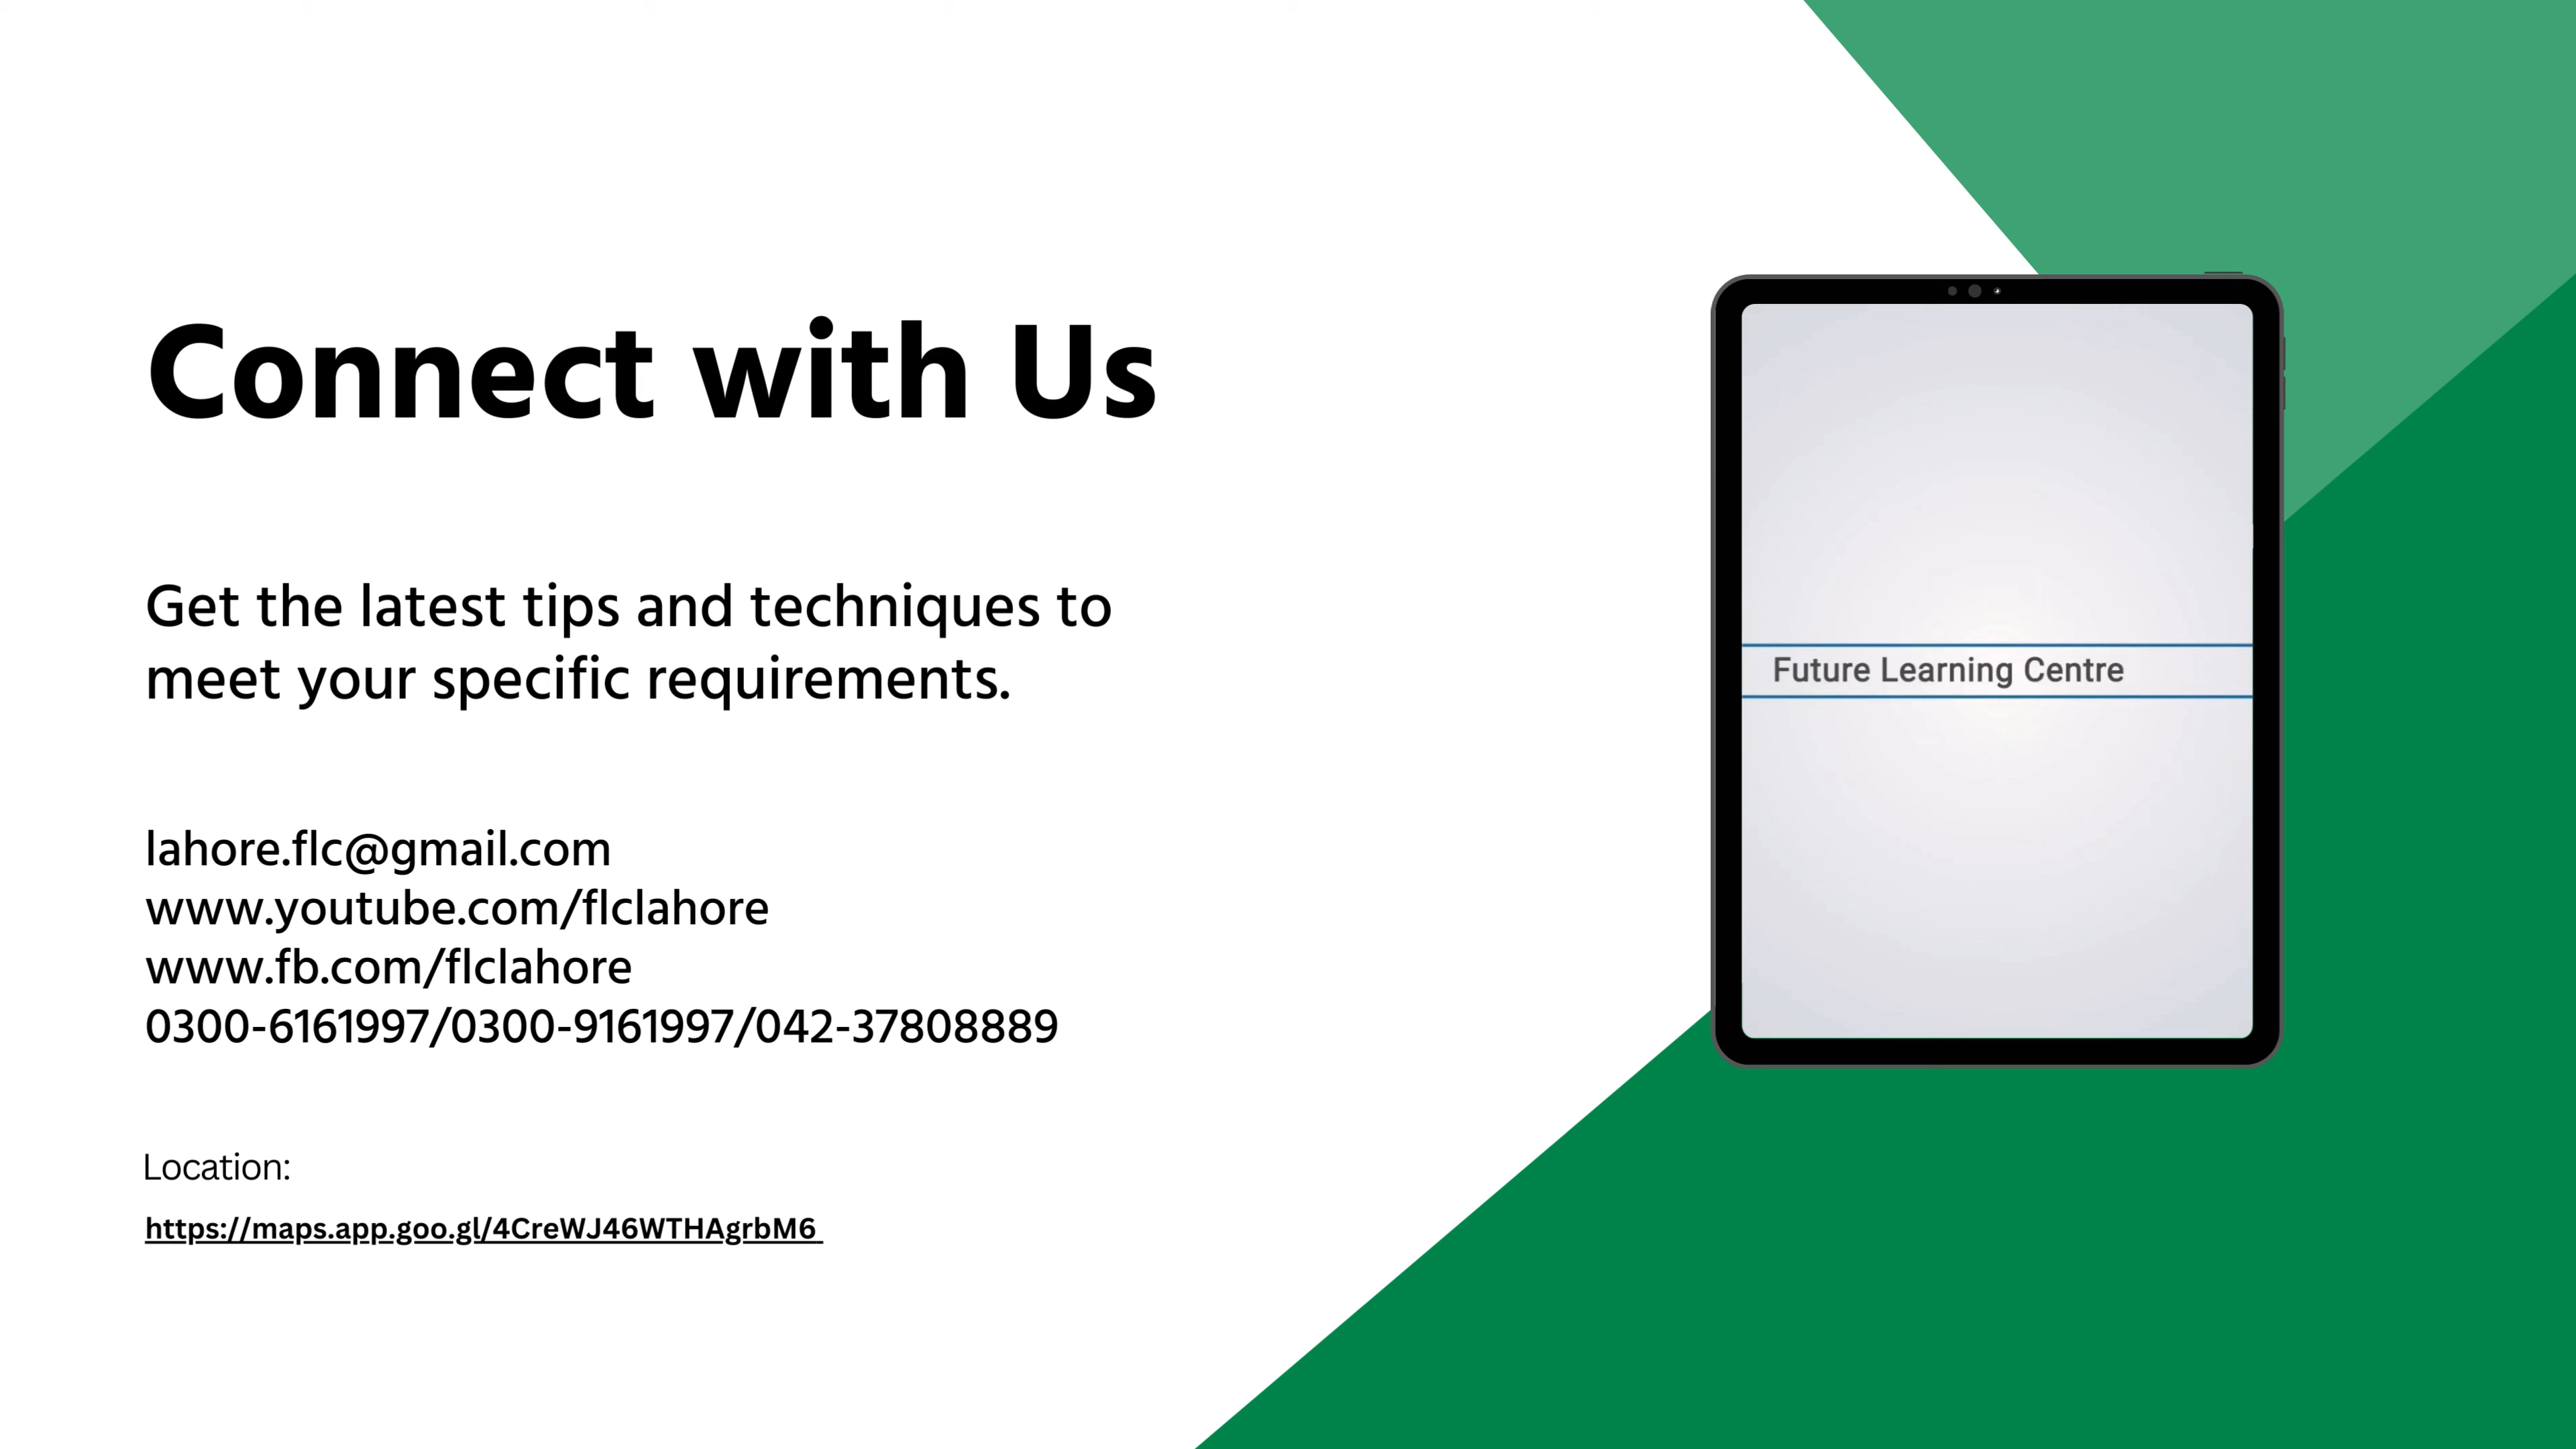 Connect with Us
Get the latest tips and techniques to
meet your specific requirements.
lahore.flc@gmail.com
www.youtube.com/flclahore
www.fb.com/flclahore
0300-6161997/0300-9161997/042-37808889
Location:
https://maps.app.goo.gl/4CreWJ46WTHAgrbM6
Future Learning Centre